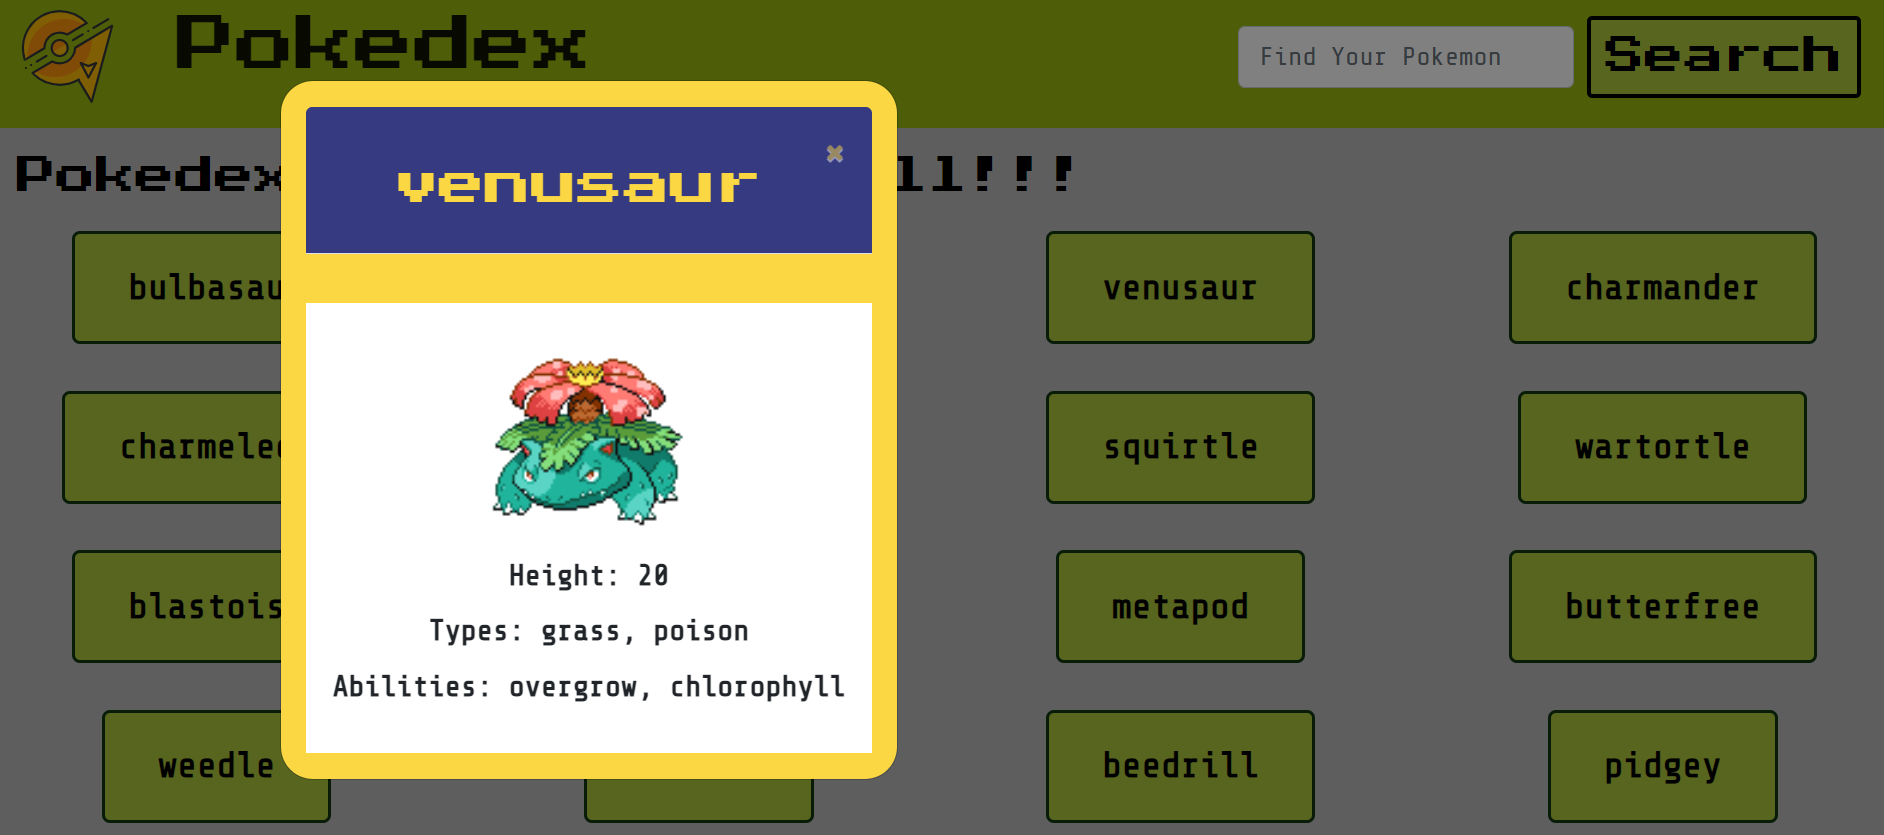 Pokedex
Find Your Pokemon
Search
Pokedex
ll!!!
venusaur
×
bulbasau
venusaur
charmander
charmelee
squirtle
wartortle
blastois
metapod
butterfree
weedle
beedrill
pidgey
Height: 20
Types: grass, poison
Abilities: overgrow, chlorophyll